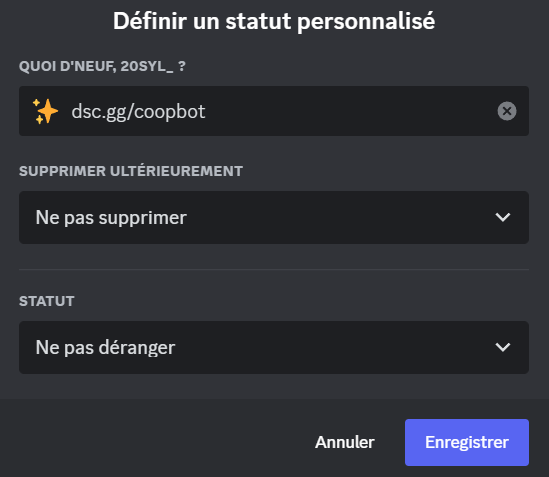 Définir un statut personnalisé
QUOI D'NEUF, 20SYL_ ?
dsc.gg/coopbot
SUPPRIMER ULTÉRIEUREMENT
Ne pas supprimer
STATUT
Ne pas déranger
Annuler
Enregistrer